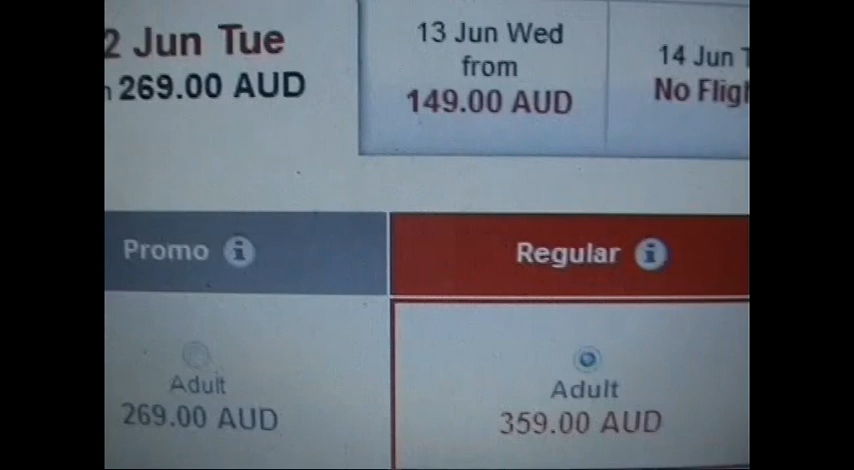 2 Jun Tue
269.00 AUD
13 Jun Wed
from
149.00 AUD
14 Jun
No Flig
Promo i
Regular i
Adult
269.00 AUD
Adult
359.00 AUD